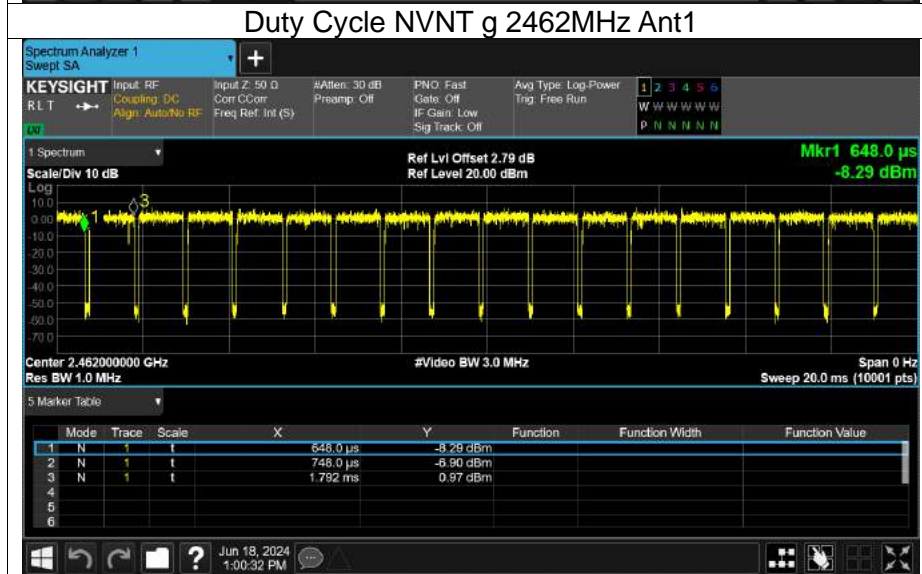 Duty Cycle NVNT g 2462MHz Ant1
Spectrum Analyzer 1
Swept SA
+
KEYSIGHT Input: RF Input Z: 50 Ω #Atten: 30 dB PNO: Fast Avg Type: Log-Power 1 2 3 4 5 6
RLT Coupling: DC Corr CCorr Preamp: Off Gate: Off Trig: Free Run W W W W W W
Align: Auto/No RF Freq Ref: Int (S) IF Gain: Low
LXI Sig Track: Off P N N N N N
1 Spectrum Ref Lvl Offset 2.79 dB Mkr1 648.0 µs
Scale/Div 10 dB Ref Level 20.00 dBm -8.29 dBm
Log
10.0 3
0.00 1
-10.0
-20.0
-30.0
-40.0
-50.0
-60.0
-70.0
Center 2.462000000 GHz #Video BW 3.0 MHz Span 0 Hz
Res BW 1.0 MHz Sweep 20.0 ms (10001 pts)
5 Marker Table
Mode Trace Scale X Y Function Function Width Function Value
1 N 1 t 648.0 µs -8.29 dBm
2 N 1 t 748.0 µs -6.90 dBm
3 N 1 t 1.792 ms 0.97 dBm
4
5
6
? Jun 18, 2024
1:00:32 PM